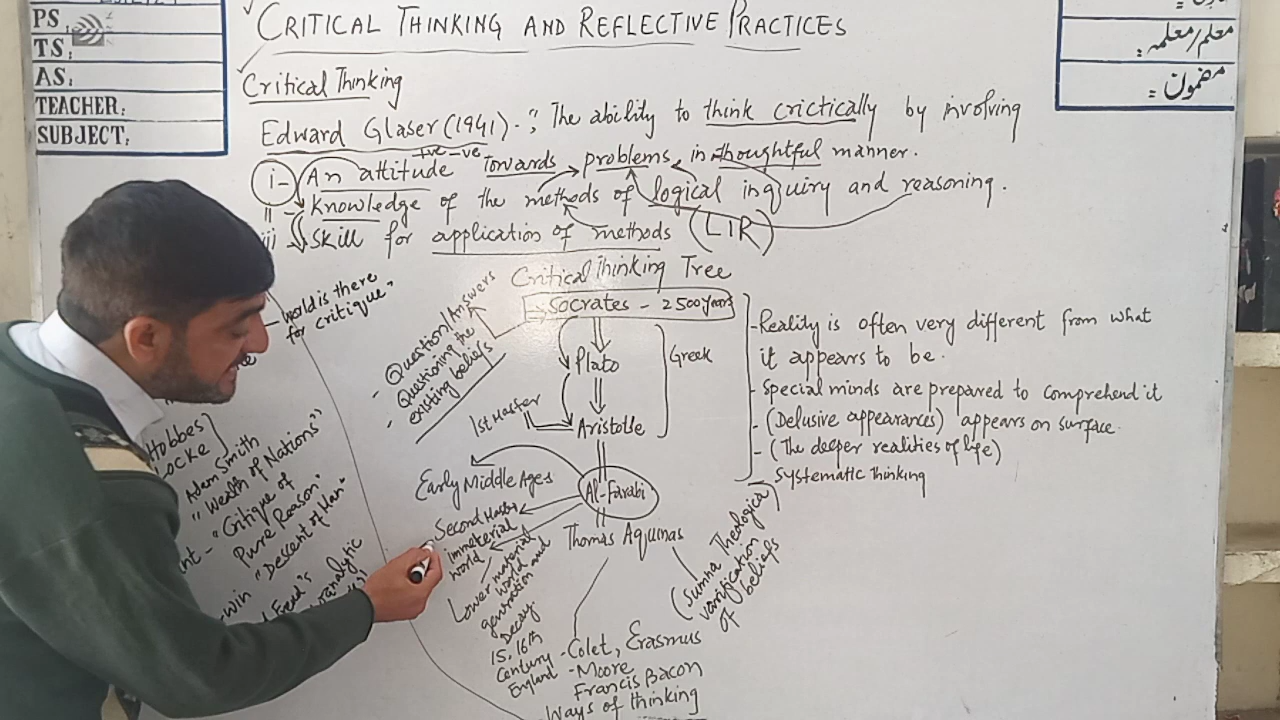 PS
TS:
AS:
TEACHER:
SUBJECT:
معلم/معلمہ:
مضمون:
CRITICAL THINKING AND REFLECTIVE PRACTICES
Critical Thinking
Edward Glaser (1941). "The ability to think crictically by involving
i- An attitude Towards problems in thoughtful manner.
+ve -ve
ii - Knowledge of the methods of logical inquiry and reasoning.
iii) Skill for application of methods (LIR)
Critical Thinking Tree
Socrates - 2500 years
Plato
Aristotle
Greek
1st Master
- Question/Answers
- Questioning the
existing beliefs
- Reality is often very different from what
it appears to be.
- Special minds are prepared to comprehend it
- (Delusive appearances) appears on surface.
- (The deeper realities of life)
Systematic thinking
Early Middle Ages
Al-Farabi
Second Master
immeterial
world
Lower material
world
generation and
Decay
Thomas Aquinas
(Sumna Theologica)
varification
of beliefs
15, 16th
Century
England
- Colet, Erasmus
- Moore
Francis Bacon
Ways of thinking
world is there
for critique"
Hobbes
Locke
Adam Smith
"Wealth of Nations"
"Critique of
Pure Reason"
"Descent of Man"